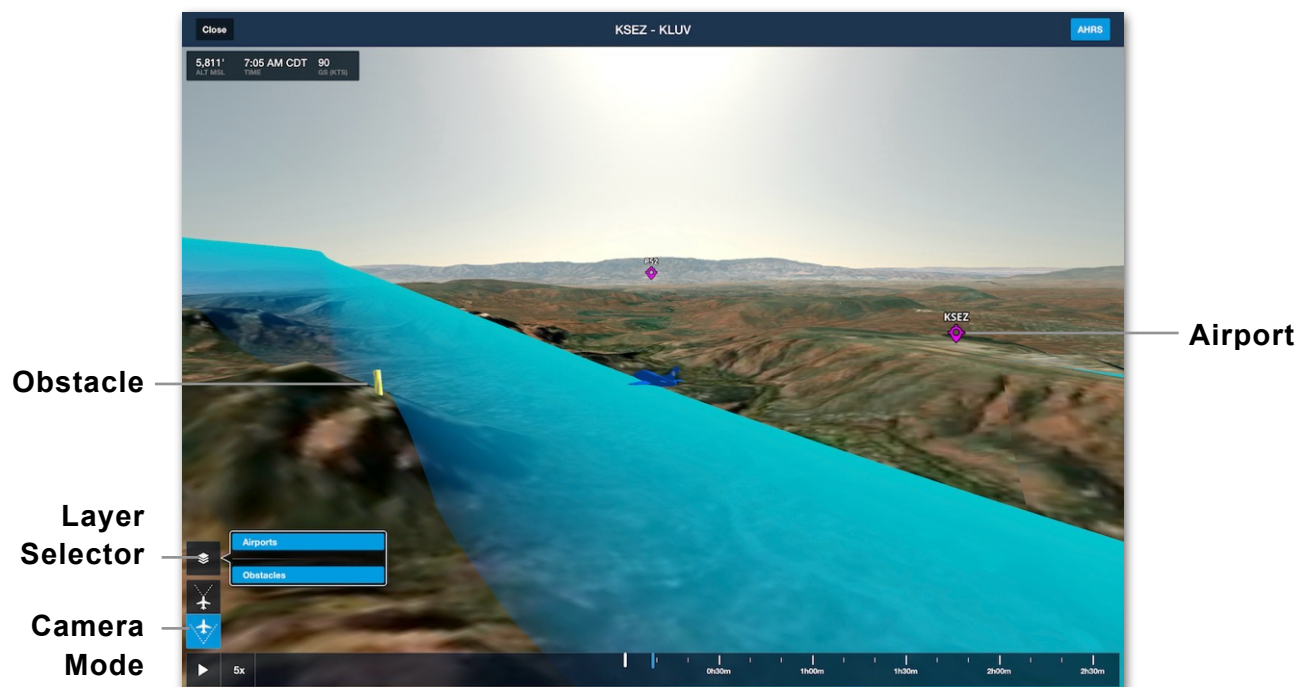 Close
KSEZ - KLUV
AHRS
5,811' 7:05 AM CDT 90
ALT MSL TIME GS (KTS)
KSEZ
Airport
Obstacle
Layer
Selector
Airports
Obstacles
Camera
Mode
5x
0h30m 1h00m 1h30m 2h00m 2h30m